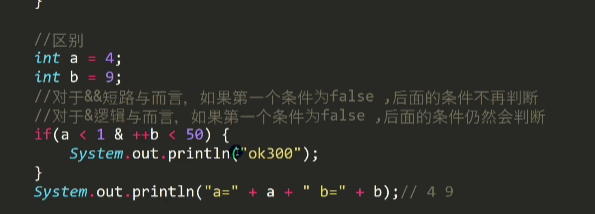 }
//区别
int a = 4;
int b = 9;
//对于&&短路与而言，如果第一个条件为false ,后面的条件不再判断
//对于&逻辑与而言，如果第一个条件为false ,后面的条件仍然会判断
if(a < 1 & ++b < 50) {
System.out.println("ok300");
}
System.out.println("a=" + a + " b=" + b);// 4 9